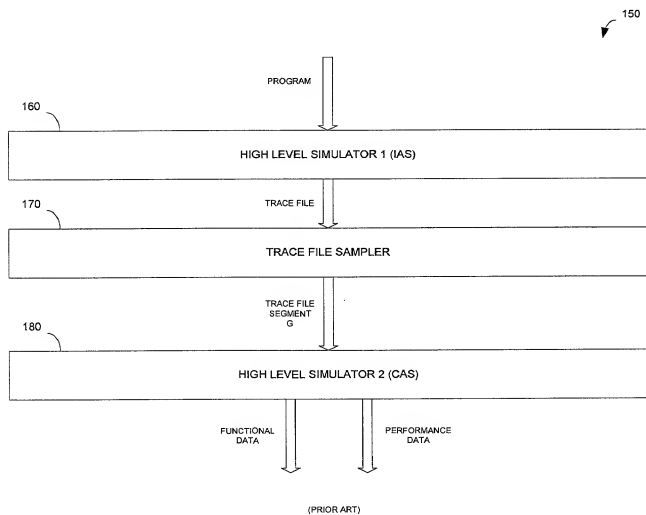 150
PROGRAM
160
HIGH LEVEL SIMULATOR 1 (IAS)
TRACE FILE
170
TRACE FILE SAMPLER
TRACE FILE
SEGMENT
G
180
HIGH LEVEL SIMULATOR 2 (CAS)
FUNCTIONAL
DATA
PERFORMANCE
DATA
(PRIOR ART)